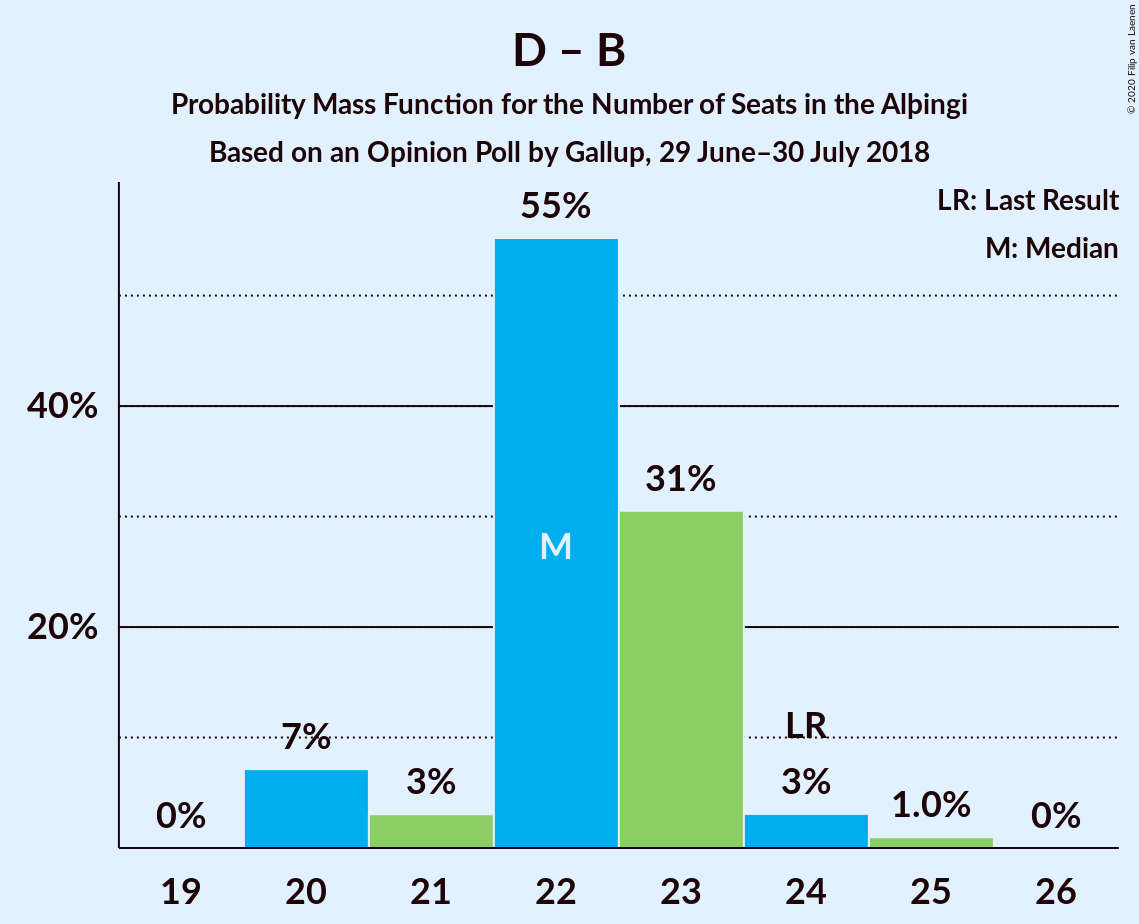 D – B
Probability Mass Function for the Number of Seats in the Alþingi
Based on an Opinion Poll by Gallup, 29 June–30 July 2018
© 2020 Filip van Laenen
LR: Last Result
M: Median
55%
40%
31%
M
20%
LR
7%
3%
3%
1.0%
0%
0%
19 20 21 22 23 24 25 26